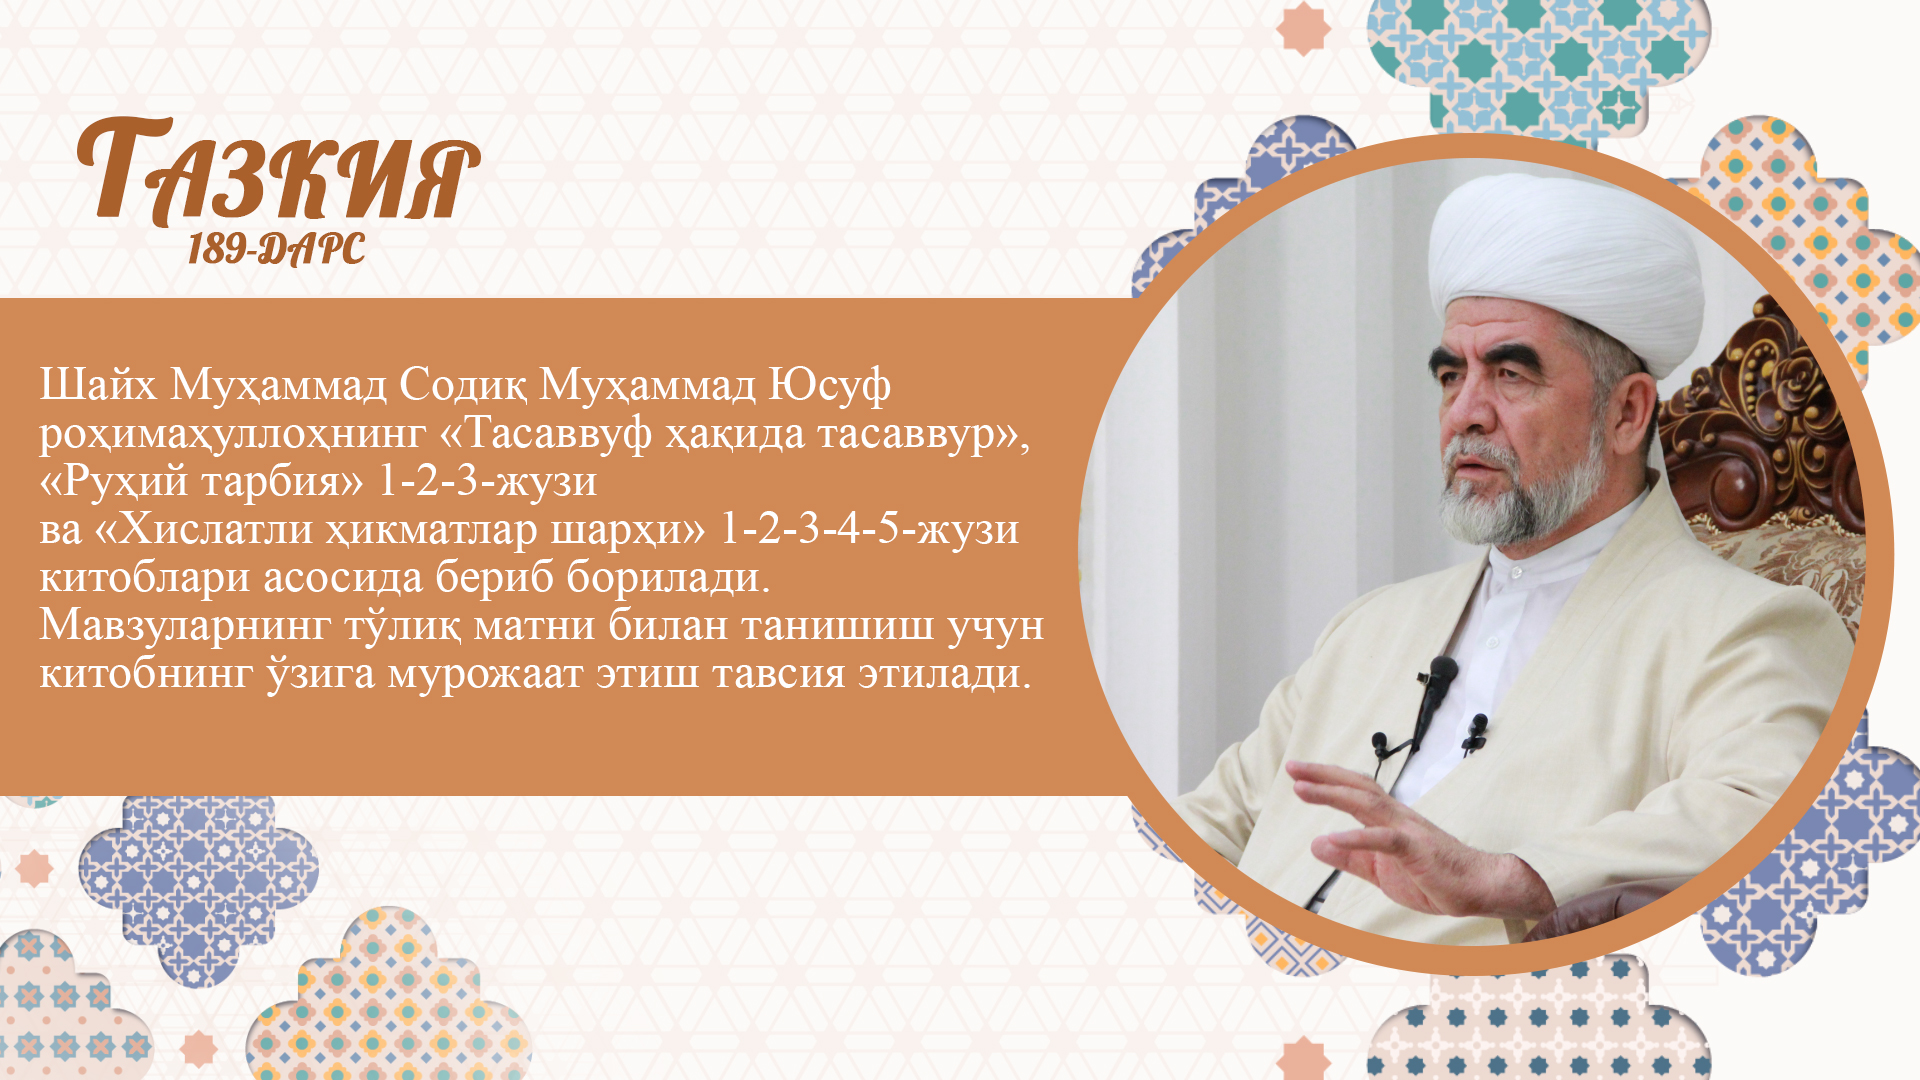 ТАЗКИЯ
189-ДАРС
Шайх Муҳаммад Содиқ Муҳаммад Юсуф
роҳимаҳуллоҳнинг «Тасаввуф ҳақида тасаввур»,
«Руҳий тарбия» 1-2-3-жузи
ва «Хислатли ҳикматлар шарҳи» 1-2-3-4-5-жузи
китоблари асосида бериб борилади.
Мавзуларнинг тўлиқ матни билан танишиш учун
китобнинг ўзига мурожаат этиш тавсия этилади.